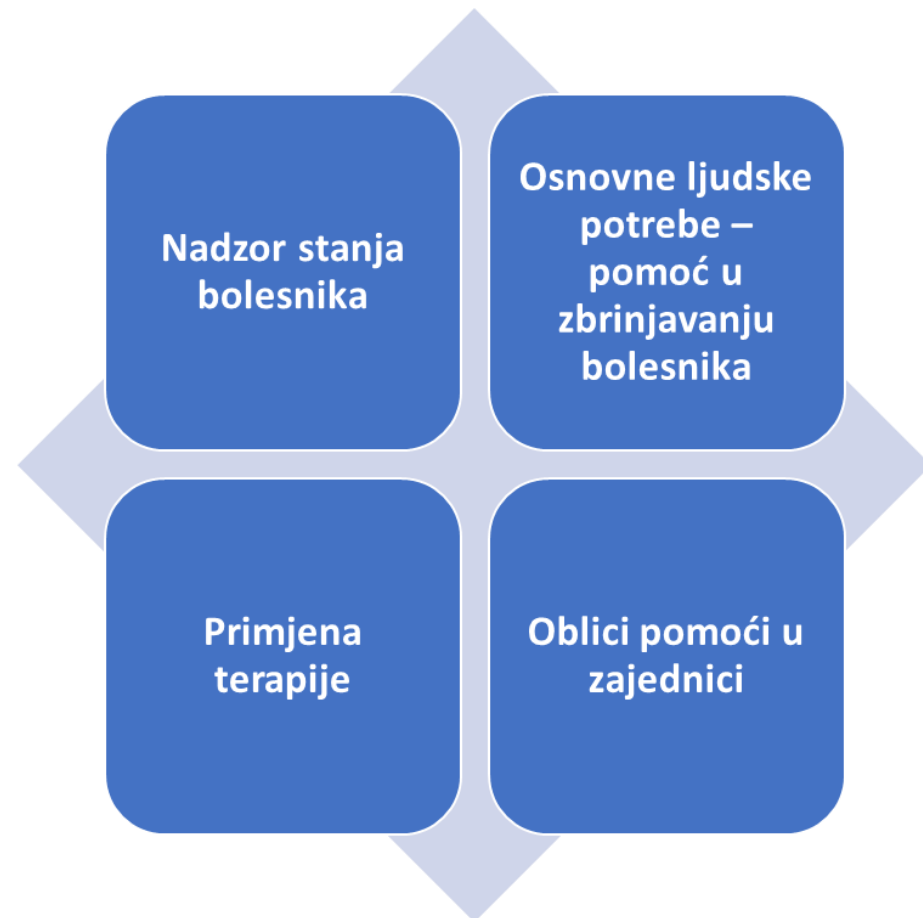 Nadzor stanja
bolesnika
Osnovne ljudske
potrebe –
pomoć u
zbrinjavanju
bolesnika
Primjena
terapije
Oblici pomoći u
zajednici